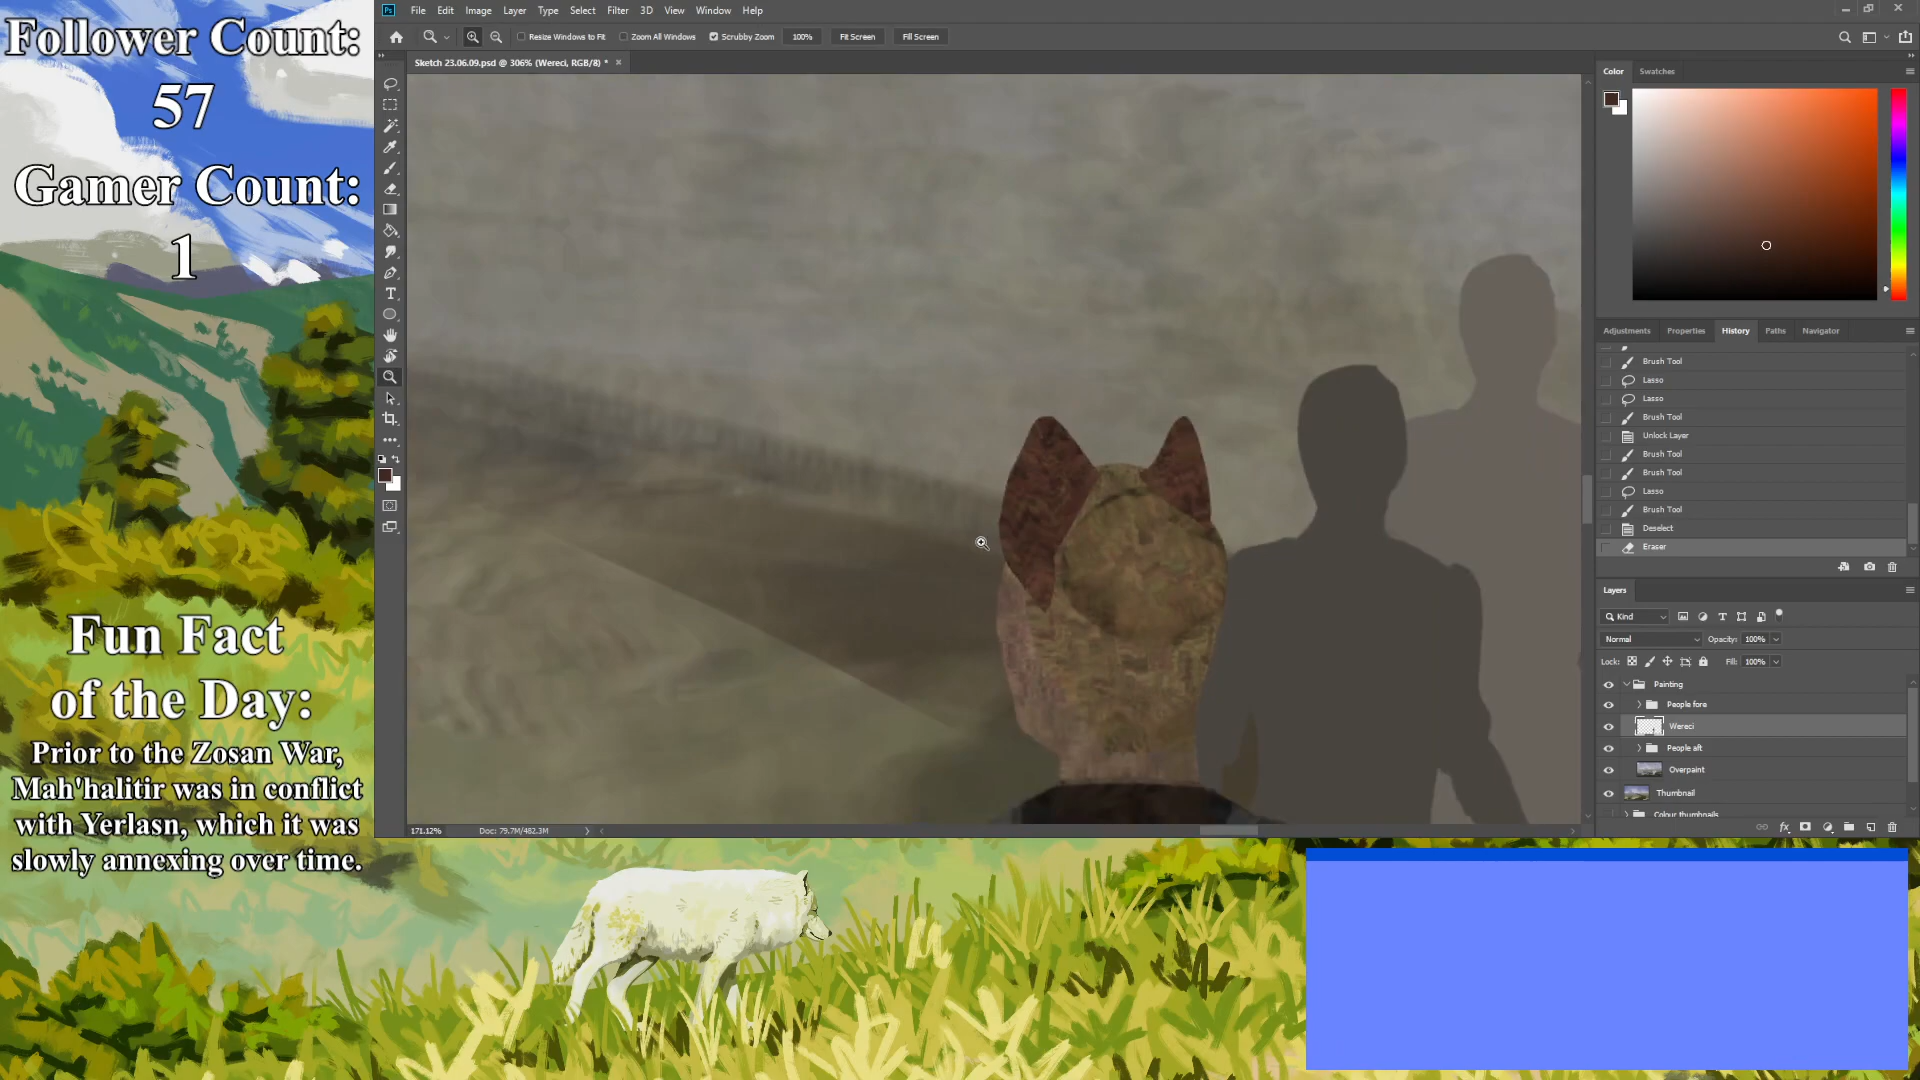 Follower Count:
57
Gamer Count:
1
Fun Fact
of the Day:
Prior to the Zosan War,
Mah'halitir was in conflict
with Yerlasn, which it was
slowly annexing over time.
Ps File Edit Image Layer Type Select Filter 3D View Window Help
Resize Windows to Fit Zoom All Windows Scrubby Zoom 100% Fit Screen Fill Screen
Sketch 23.06.09.psd @ 306% (Wereci, RGB/8) *
171.12% Doc: 79.7M/482.3M
Color Swatches
Adjustments Properties History Paths Navigator
Brush Tool
Lasso
Lasso
Brush Tool
Unlock Layer
Brush Tool
Brush Tool
Lasso
Brush Tool
Deselect
Eraser
Layers
Kind
Normal Opacity: 100%
Lock: Fill: 100%
Painting
People fore
Wereci
People aft
Overpaint
Thumbnail
Colour thumbnails